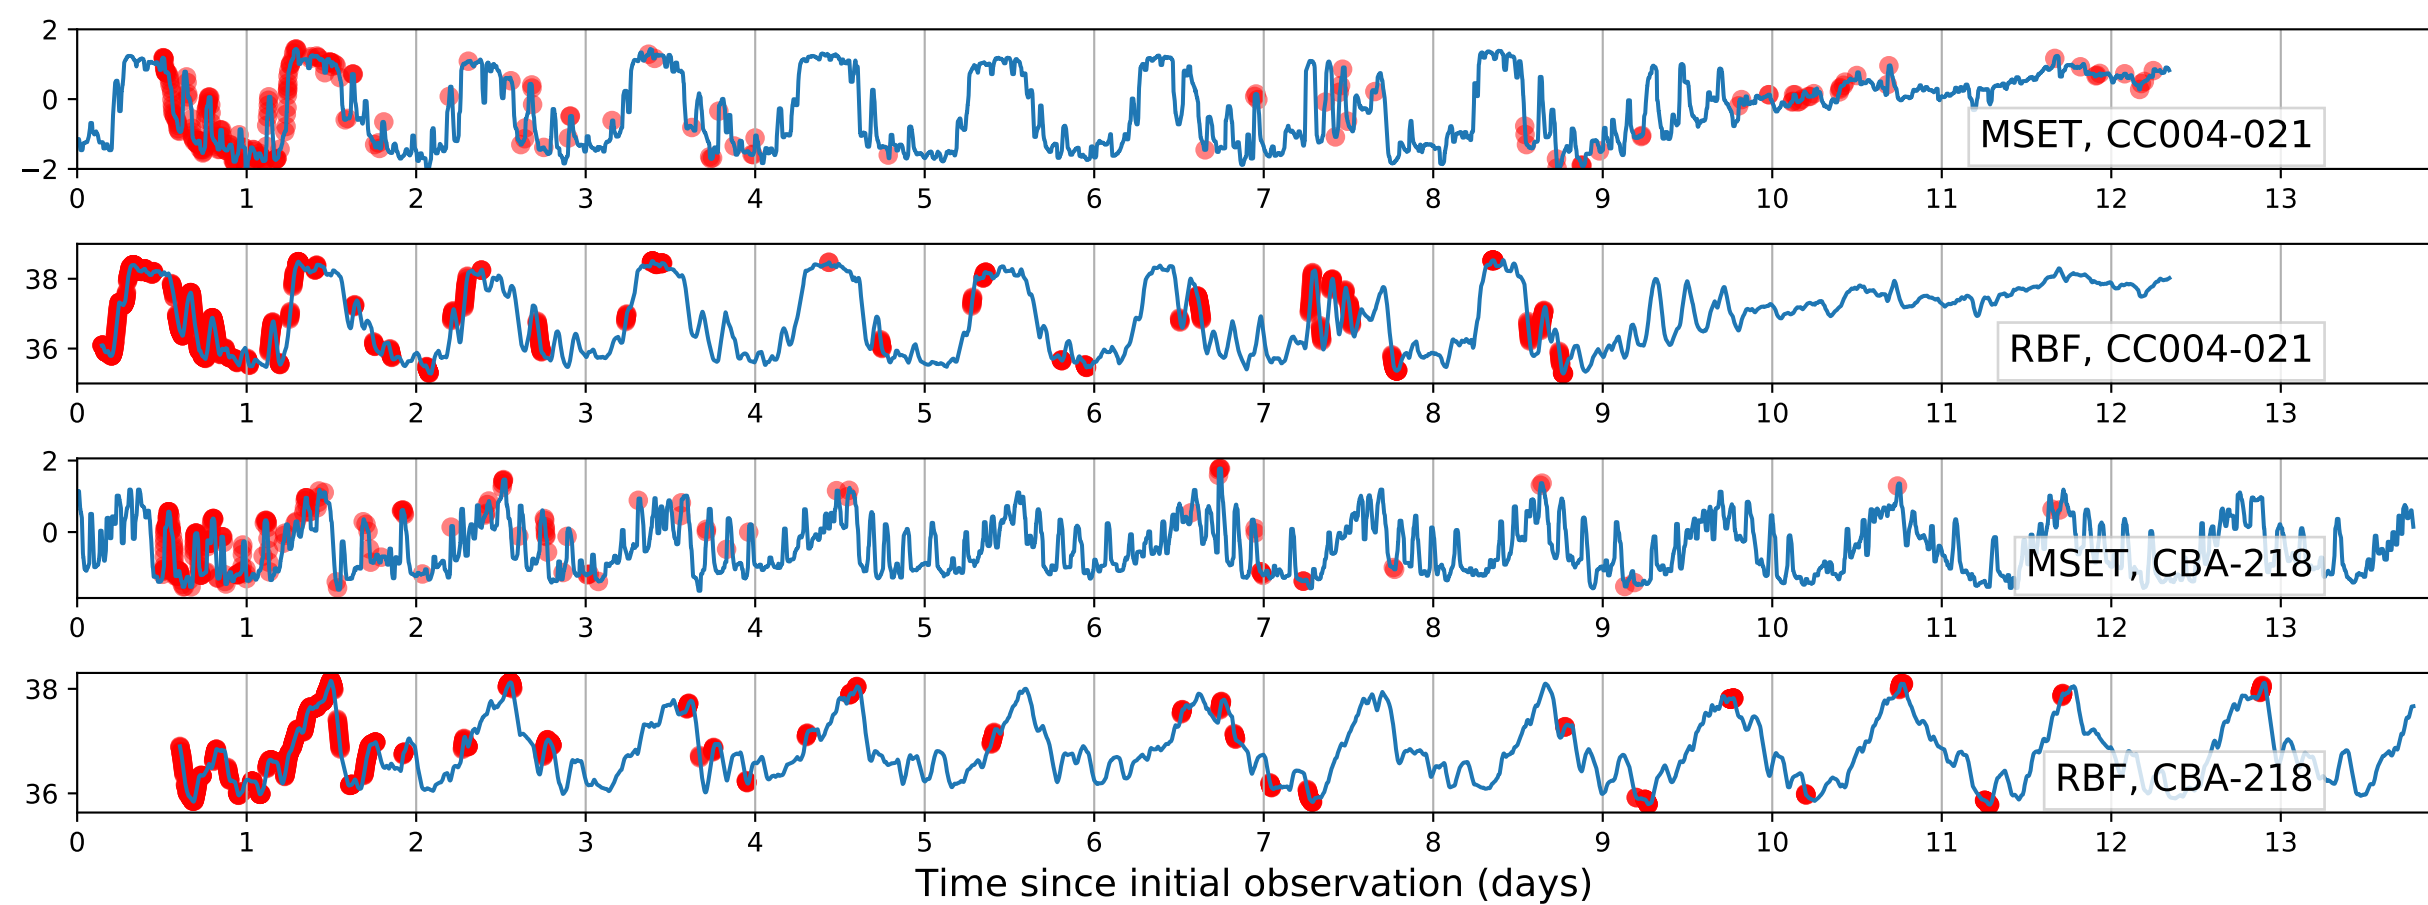 2
0
−2
MSET, CC004-021
0 1 2 3 4 5 6 7 8 9 10 11 12 13
38
36
RBF, CC004-021
0 1 2 3 4 5 6 7 8 9 10 11 12 13
2
0
MSET, CBA-218
0 1 2 3 4 5 6 7 8 9 10 11 12 13
38
36
RBF, CBA-218
0 1 2 3 4 5 6 7 8 9 10 11 12 13
Time since initial observation (days)